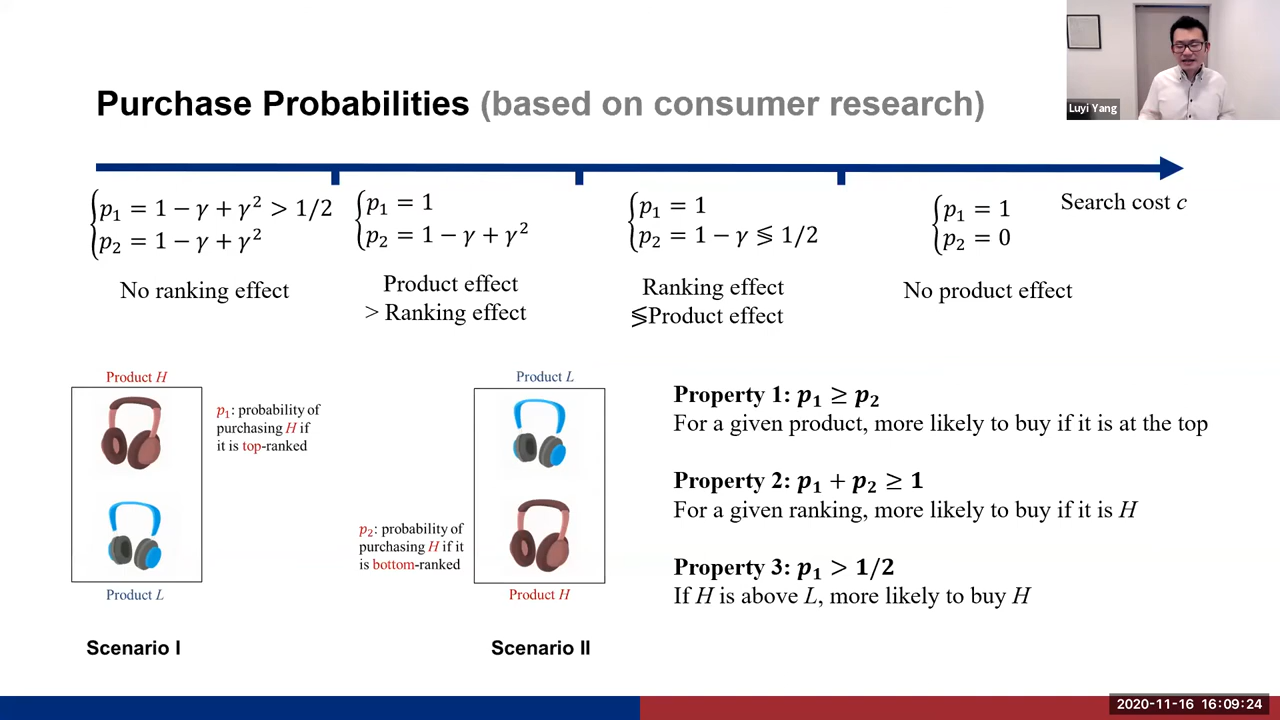 Luyi Yang
Purchase Probabilities (based on consumer research)
p₁ = 1 − γ + γ² > 1/2
p₂ = 1 − γ + γ²
No ranking effect
p₁ = 1
p₂ = 1 − γ + γ²
Product effect
> Ranking effect
p₁ = 1
p₂ = 1 − γ ≶ 1/2
Ranking effect
≶Product effect
p₁ = 1
p₂ = 0
No product effect
Search cost c
Product H
p₁: probability of
purchasing H if
it is top-ranked
Product L
Scenario I
Product L
p₂: probability of
purchasing H if it
is bottom-ranked
Product H
Scenario II
Property 1: p₁ ≥ p₂
For a given product, more likely to buy if it is at the top
Property 2: p₁ + p₂ ≥ 1
For a given ranking, more likely to buy if it is H
Property 3: p₁ > 1/2
If H is above L, more likely to buy H
2020-11-16 16:09:24